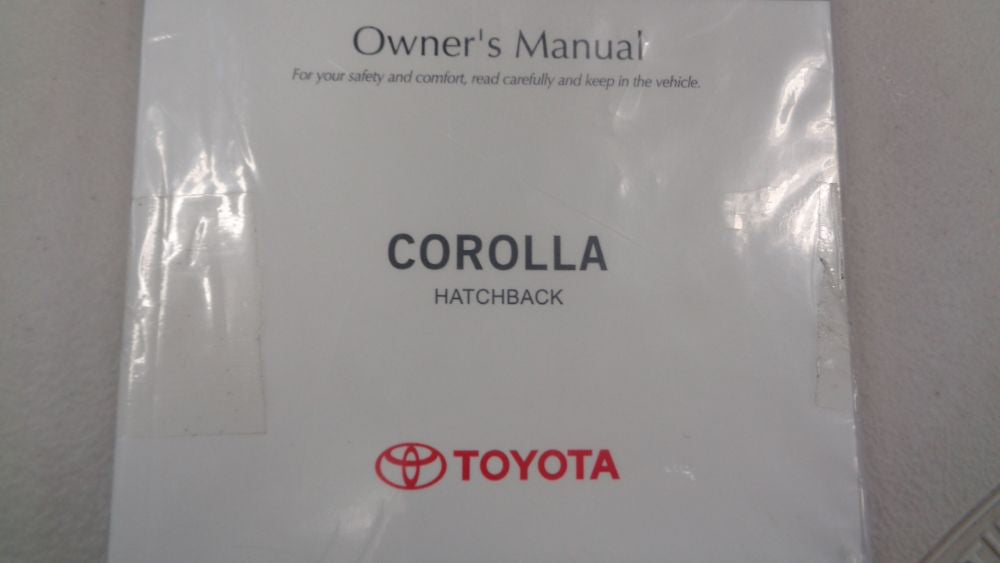 Owner's Manual
For your safety and comfort, read carefully and keep in the vehicle.
COROLLA
HATCHBACK
TOYOTA